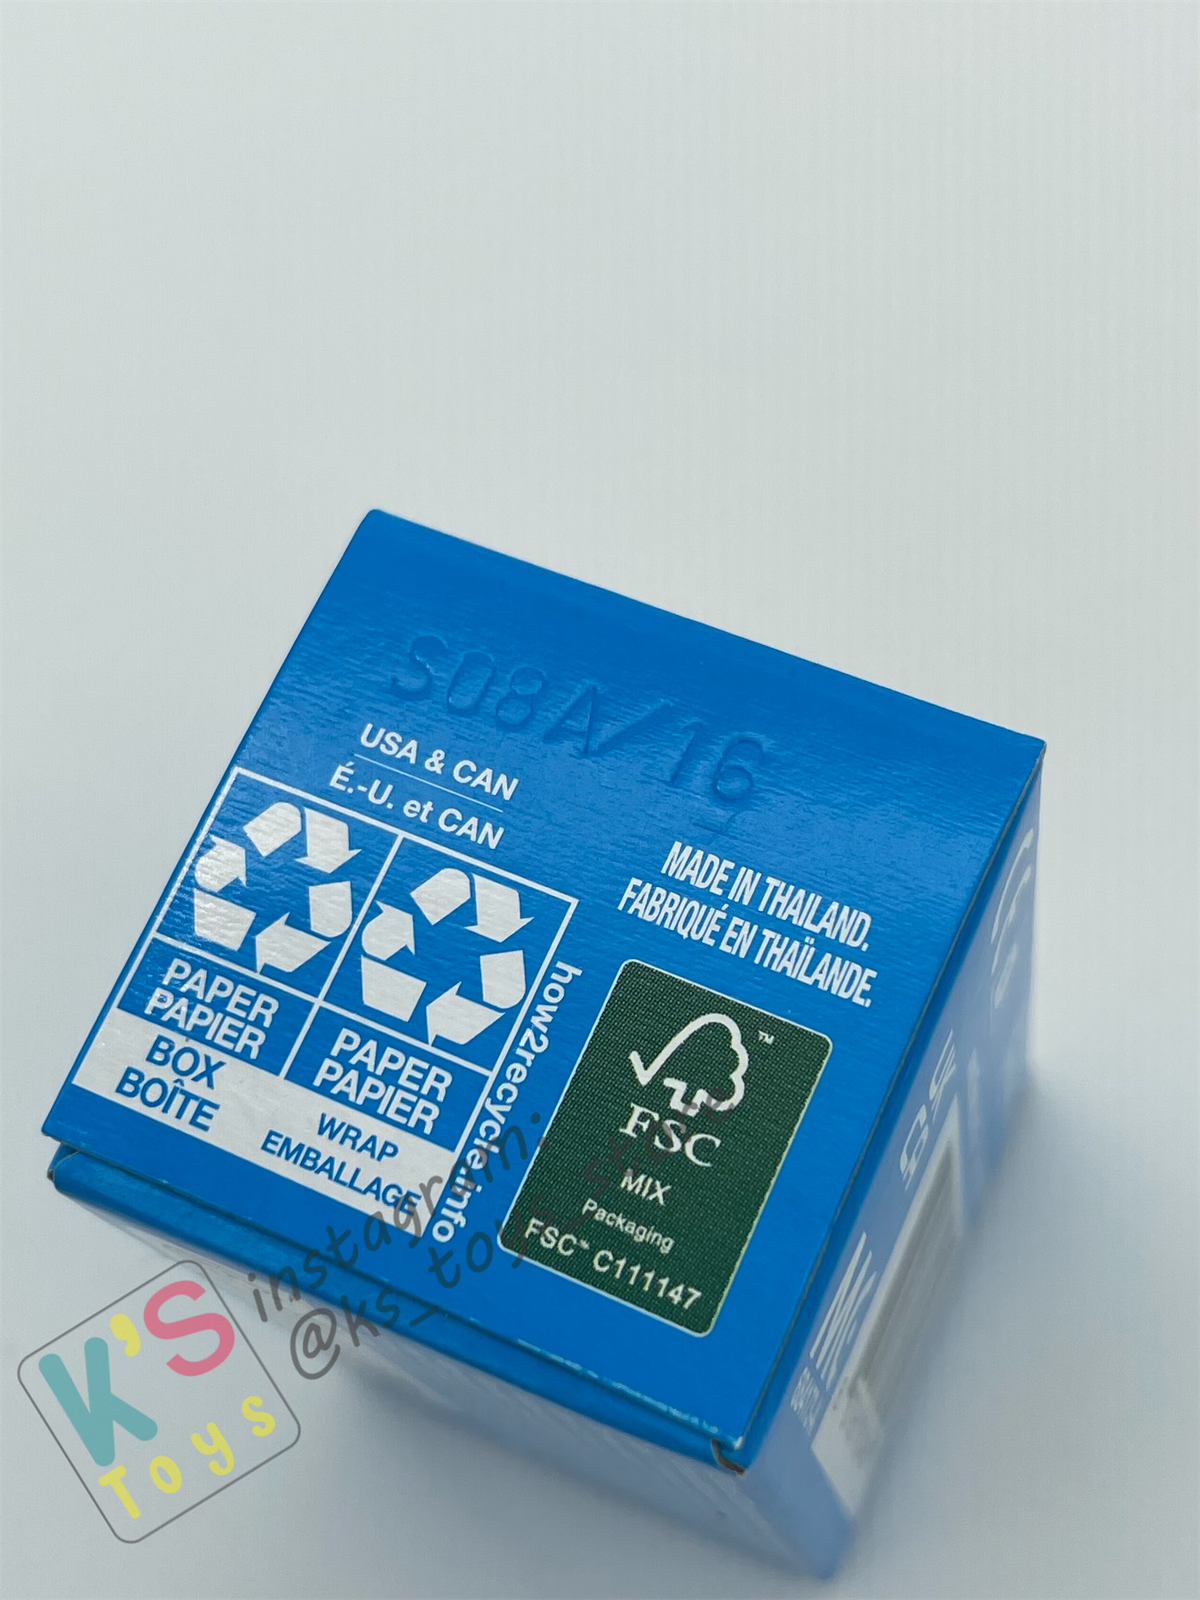 S08A/16
USA & CAN
É.-U. et CAN
PAPER
PAPIER
BOX
BOÎTE
PAPER
PAPIER
WRAP
EMBALLAGE
how2recycle.info
MADE IN THAILAND.
FABRIQUÉ EN THAÏLANDE.
FSC
™
MIX
Packaging
FSC™ C111147
K'S
Toys
instagram:
@ks_toys_store